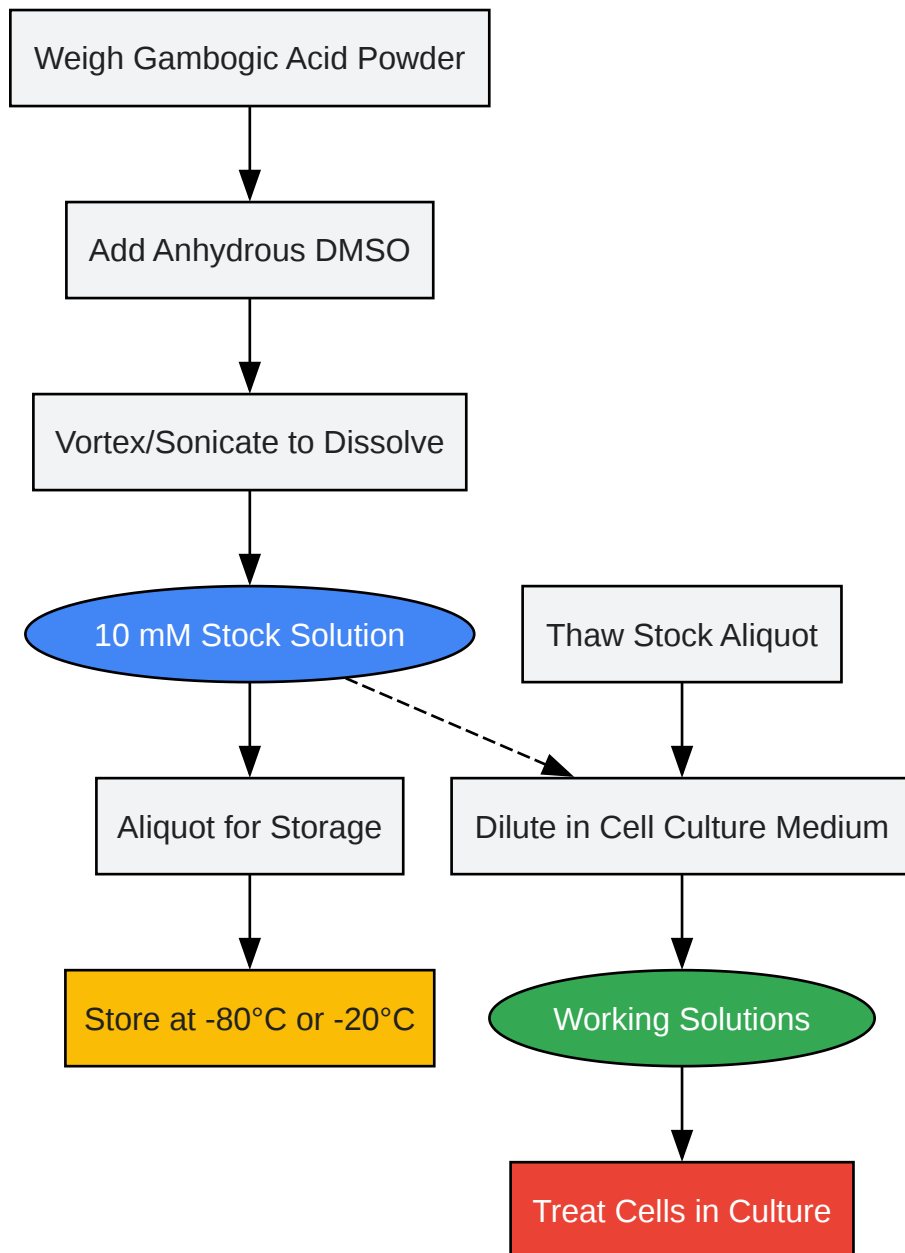 Weigh Gambogic Acid Powder
Add Anhydrous DMSO
Vortex/Sonicate to Dissolve
10 mM Stock Solution
Thaw Stock Aliquot
Aliquot for Storage
Dilute in Cell Culture Medium
Store at -80°C or -20°C
Working Solutions
Treat Cells in Culture